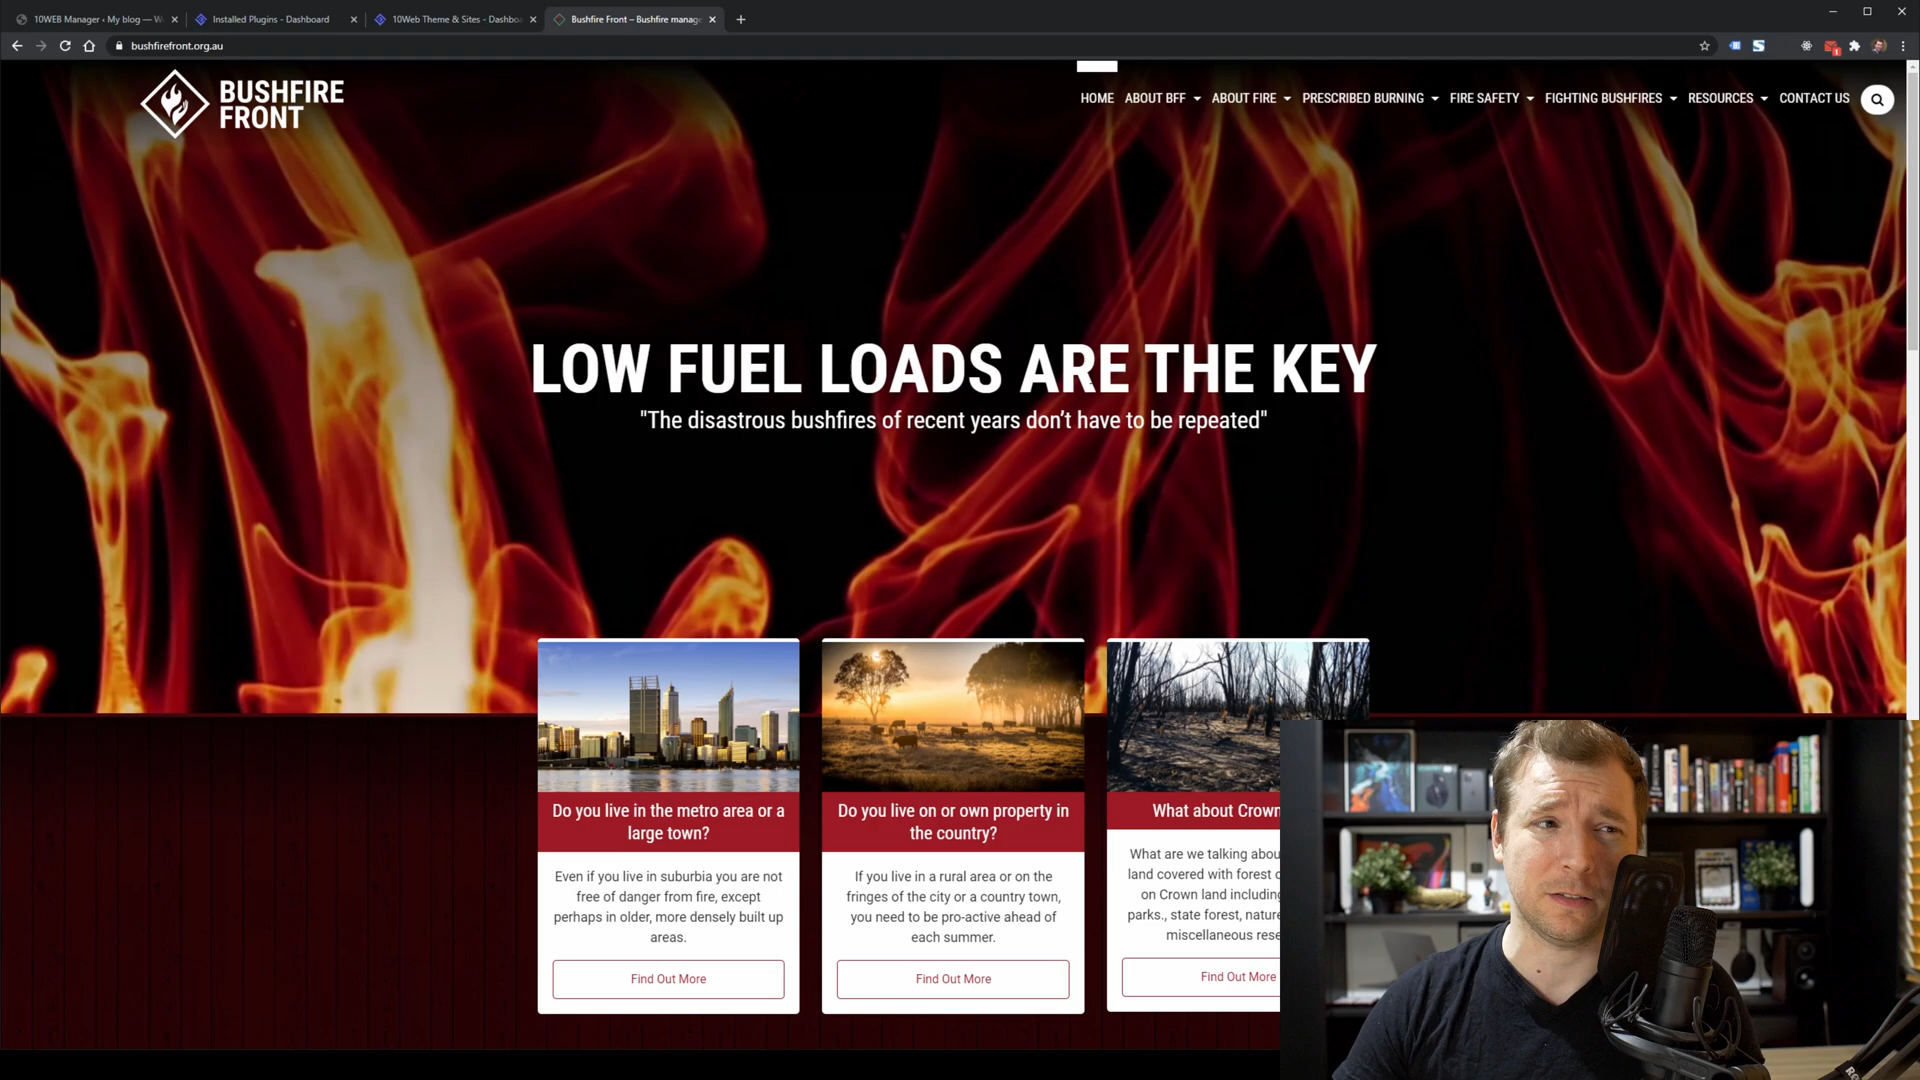 10WEB Manager ‹ My blog — W
Installed Plugins - Dashboard
10Web Theme & Sites - Dashboa
Bushfire Front – Bushfire manage
bushfirefront.org.au
1
BUSHFIRE
FRONT
HOME
ABOUT BFF
ABOUT FIRE
PRESCRIBED BURNING
FIRE SAFETY
FIGHTING BUSHFIRES
RESOURCES
CONTACT US
LOW FUEL LOADS ARE THE KEY
"The disastrous bushfires of recent years don’t have to be repeated"
Do you live in the metro area or a
large town?
Even if you live in suburbia you are not
free of danger from fire, except
perhaps in older, more densely built up
areas.
Find Out More
Do you live on or own property in
the country?
If you live in a rural area or on the
fringes of the city or a country town,
you need to be pro-active ahead of
each summer.
Find Out More
What about Crown
What are we talking abou
land covered with forest o
on Crown land including
parks., state forest, nature
miscellaneous rese
Find Out More